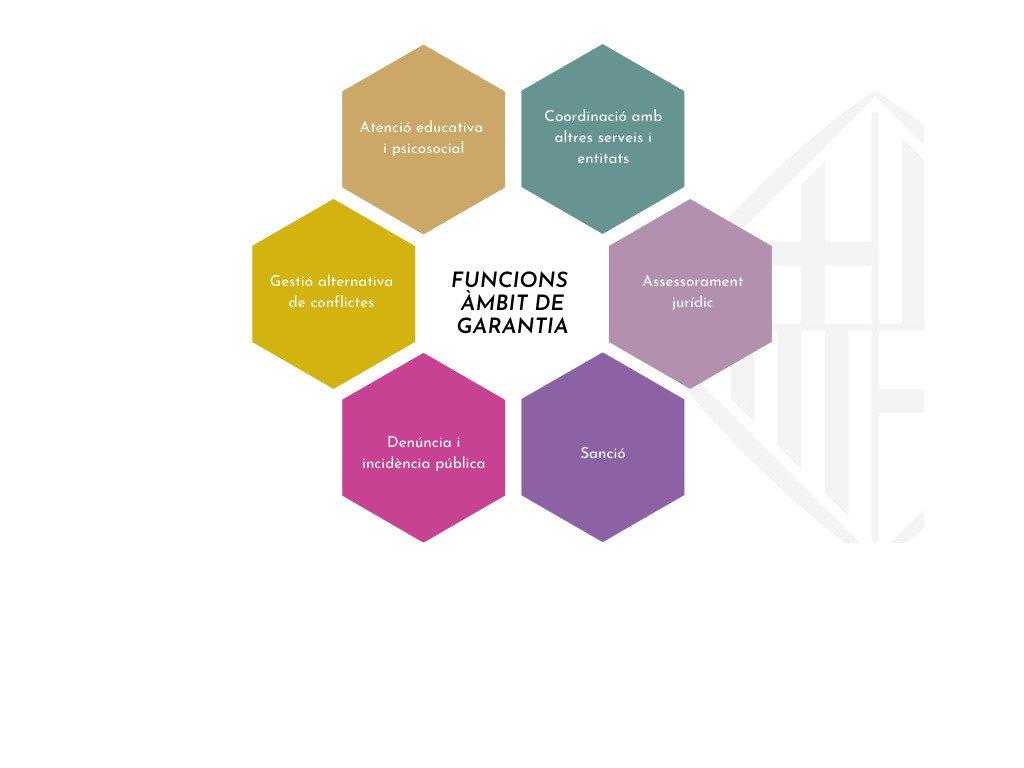 Atenció educativa
i psicosocial
Coordinació amb
altres serveis i
entitats
Gestió alternativa
de conflictes
FUNCIONS
ÀMBIT DE
GARANTIA
Assessorament
jurídic
Denúncia i
incidència pública
Sanció